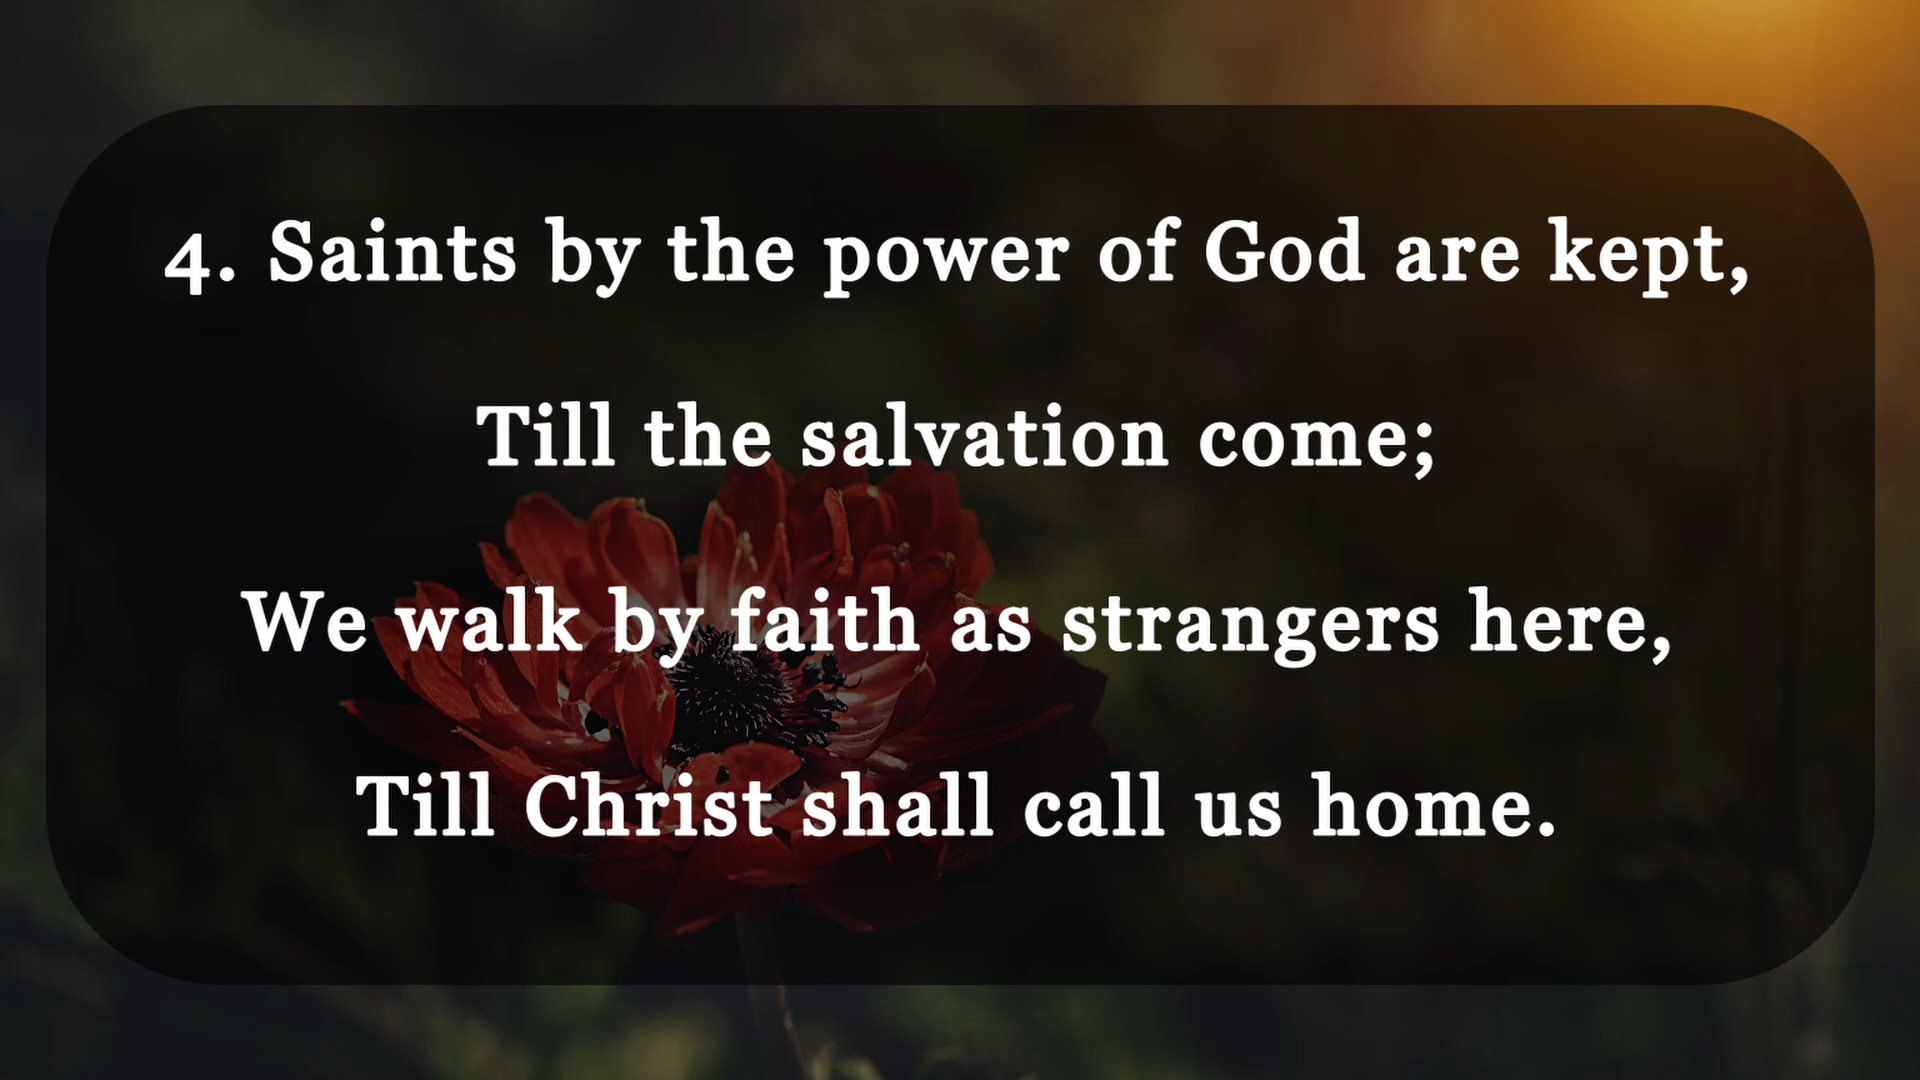 4. Saints by the power of God are kept,
Till the salvation come;
We walk by faith as strangers here,
Till Christ shall call us home.